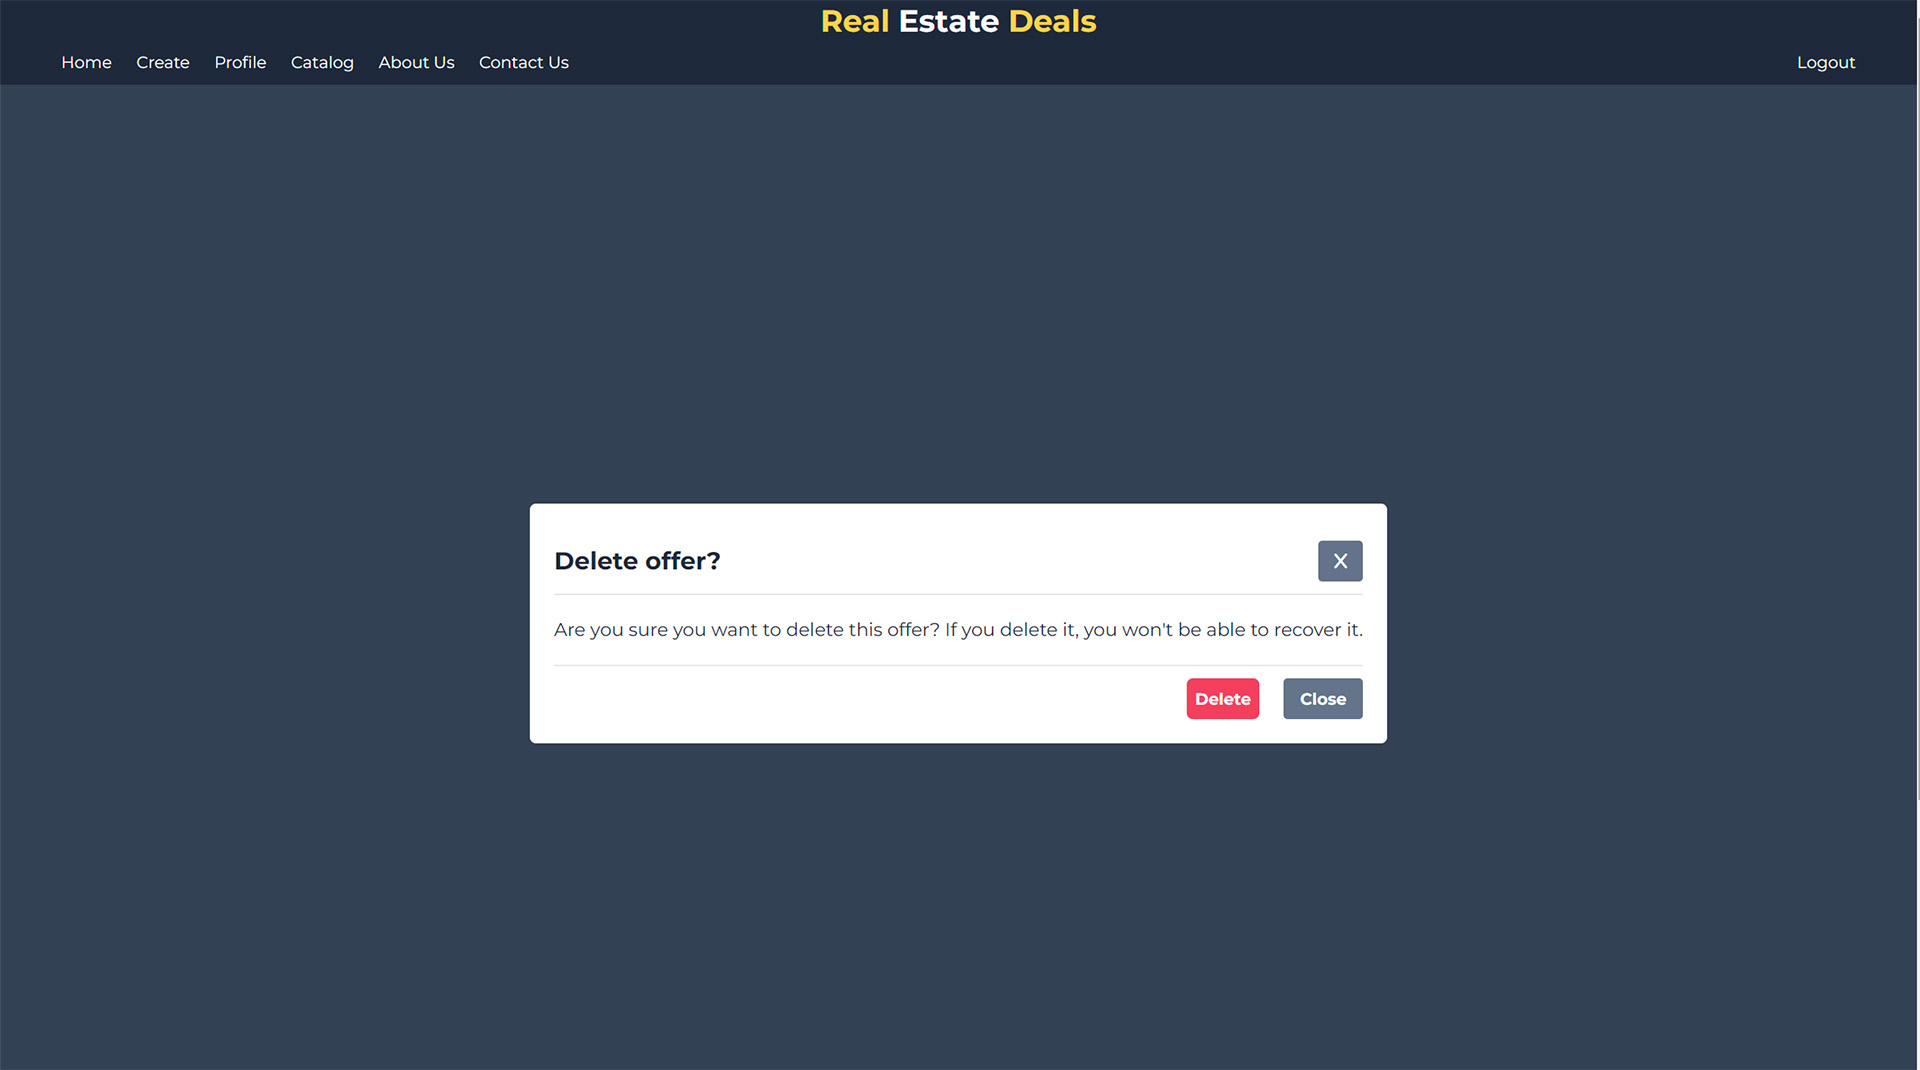 Real Estate Deals
Home Create Profile Catalog About Us Contact Us Logout
Delete offer? X
Are you sure you want to delete this offer? If you delete it, you won't be able to recover it.
Delete Close